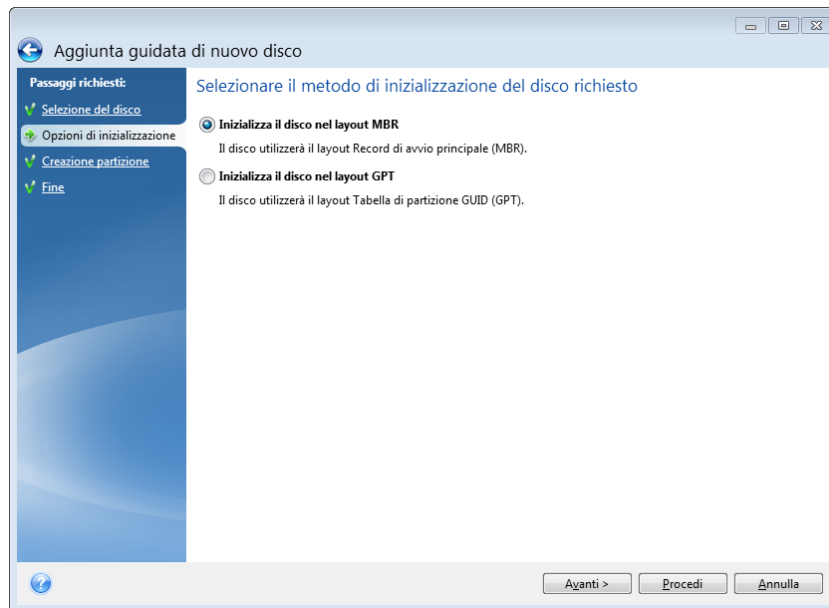 Aggiunta guidata di nuovo disco
Passaggi richiesti:
Selezione del disco
Opzioni di inizializzazione
Creazione partizione
Fine
Selezionare il metodo di inizializzazione del disco richiesto
Inizializza il disco nel layout MBR
Il disco utilizzerà il layout Record di avvio principale (MBR).
Inizializza il disco nel layout GPT
Il disco utilizzerà il layout Tabella di partizione GUID (GPT).
?
Avanti >
Procedi
Annulla